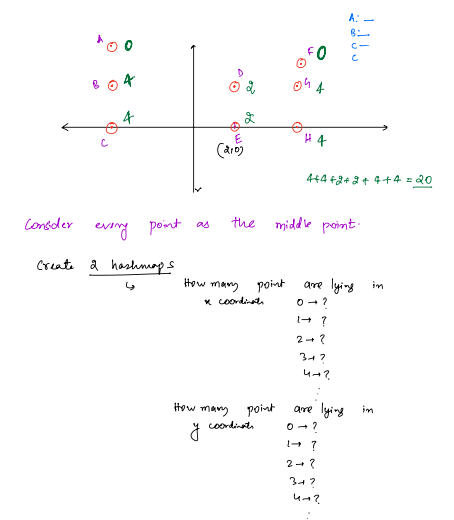 A: —
B: —
C —
C
A 0
F 0
B 4
D 2
G 4
4
C
2
E
(2,0)
H 4
4+4+2+2+4+4 = 20
Consider every point as the middle point.
Create 2 hashmaps
How many point are lying in
x coordinate 0 → ?
1 → ?
2 → ?
3 → ?
4 → ?
⋮
How many point are lying in
y coordinate 0 → ?
1 → ?
2 → ?
3 → ?
4 → ?
⋮